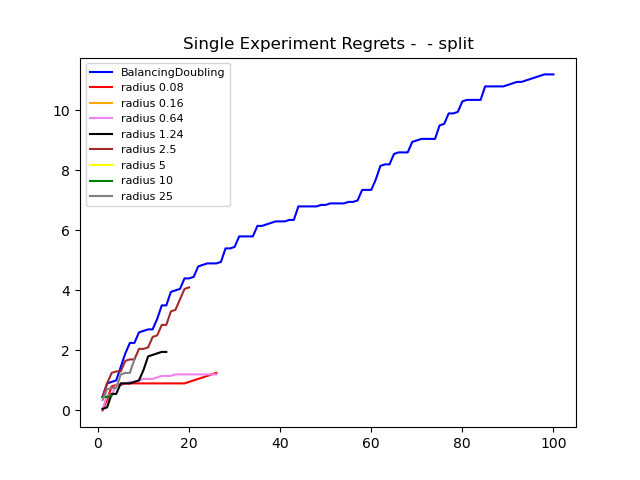 Single Experiment Regrets -  - split
BalancingDoubling
radius 0.08
radius 0.16
radius 0.64
radius 1.24
radius 2.5
radius 5
radius 10
radius 25
10
8
6
4
2
0
0 20 40 60 80 100